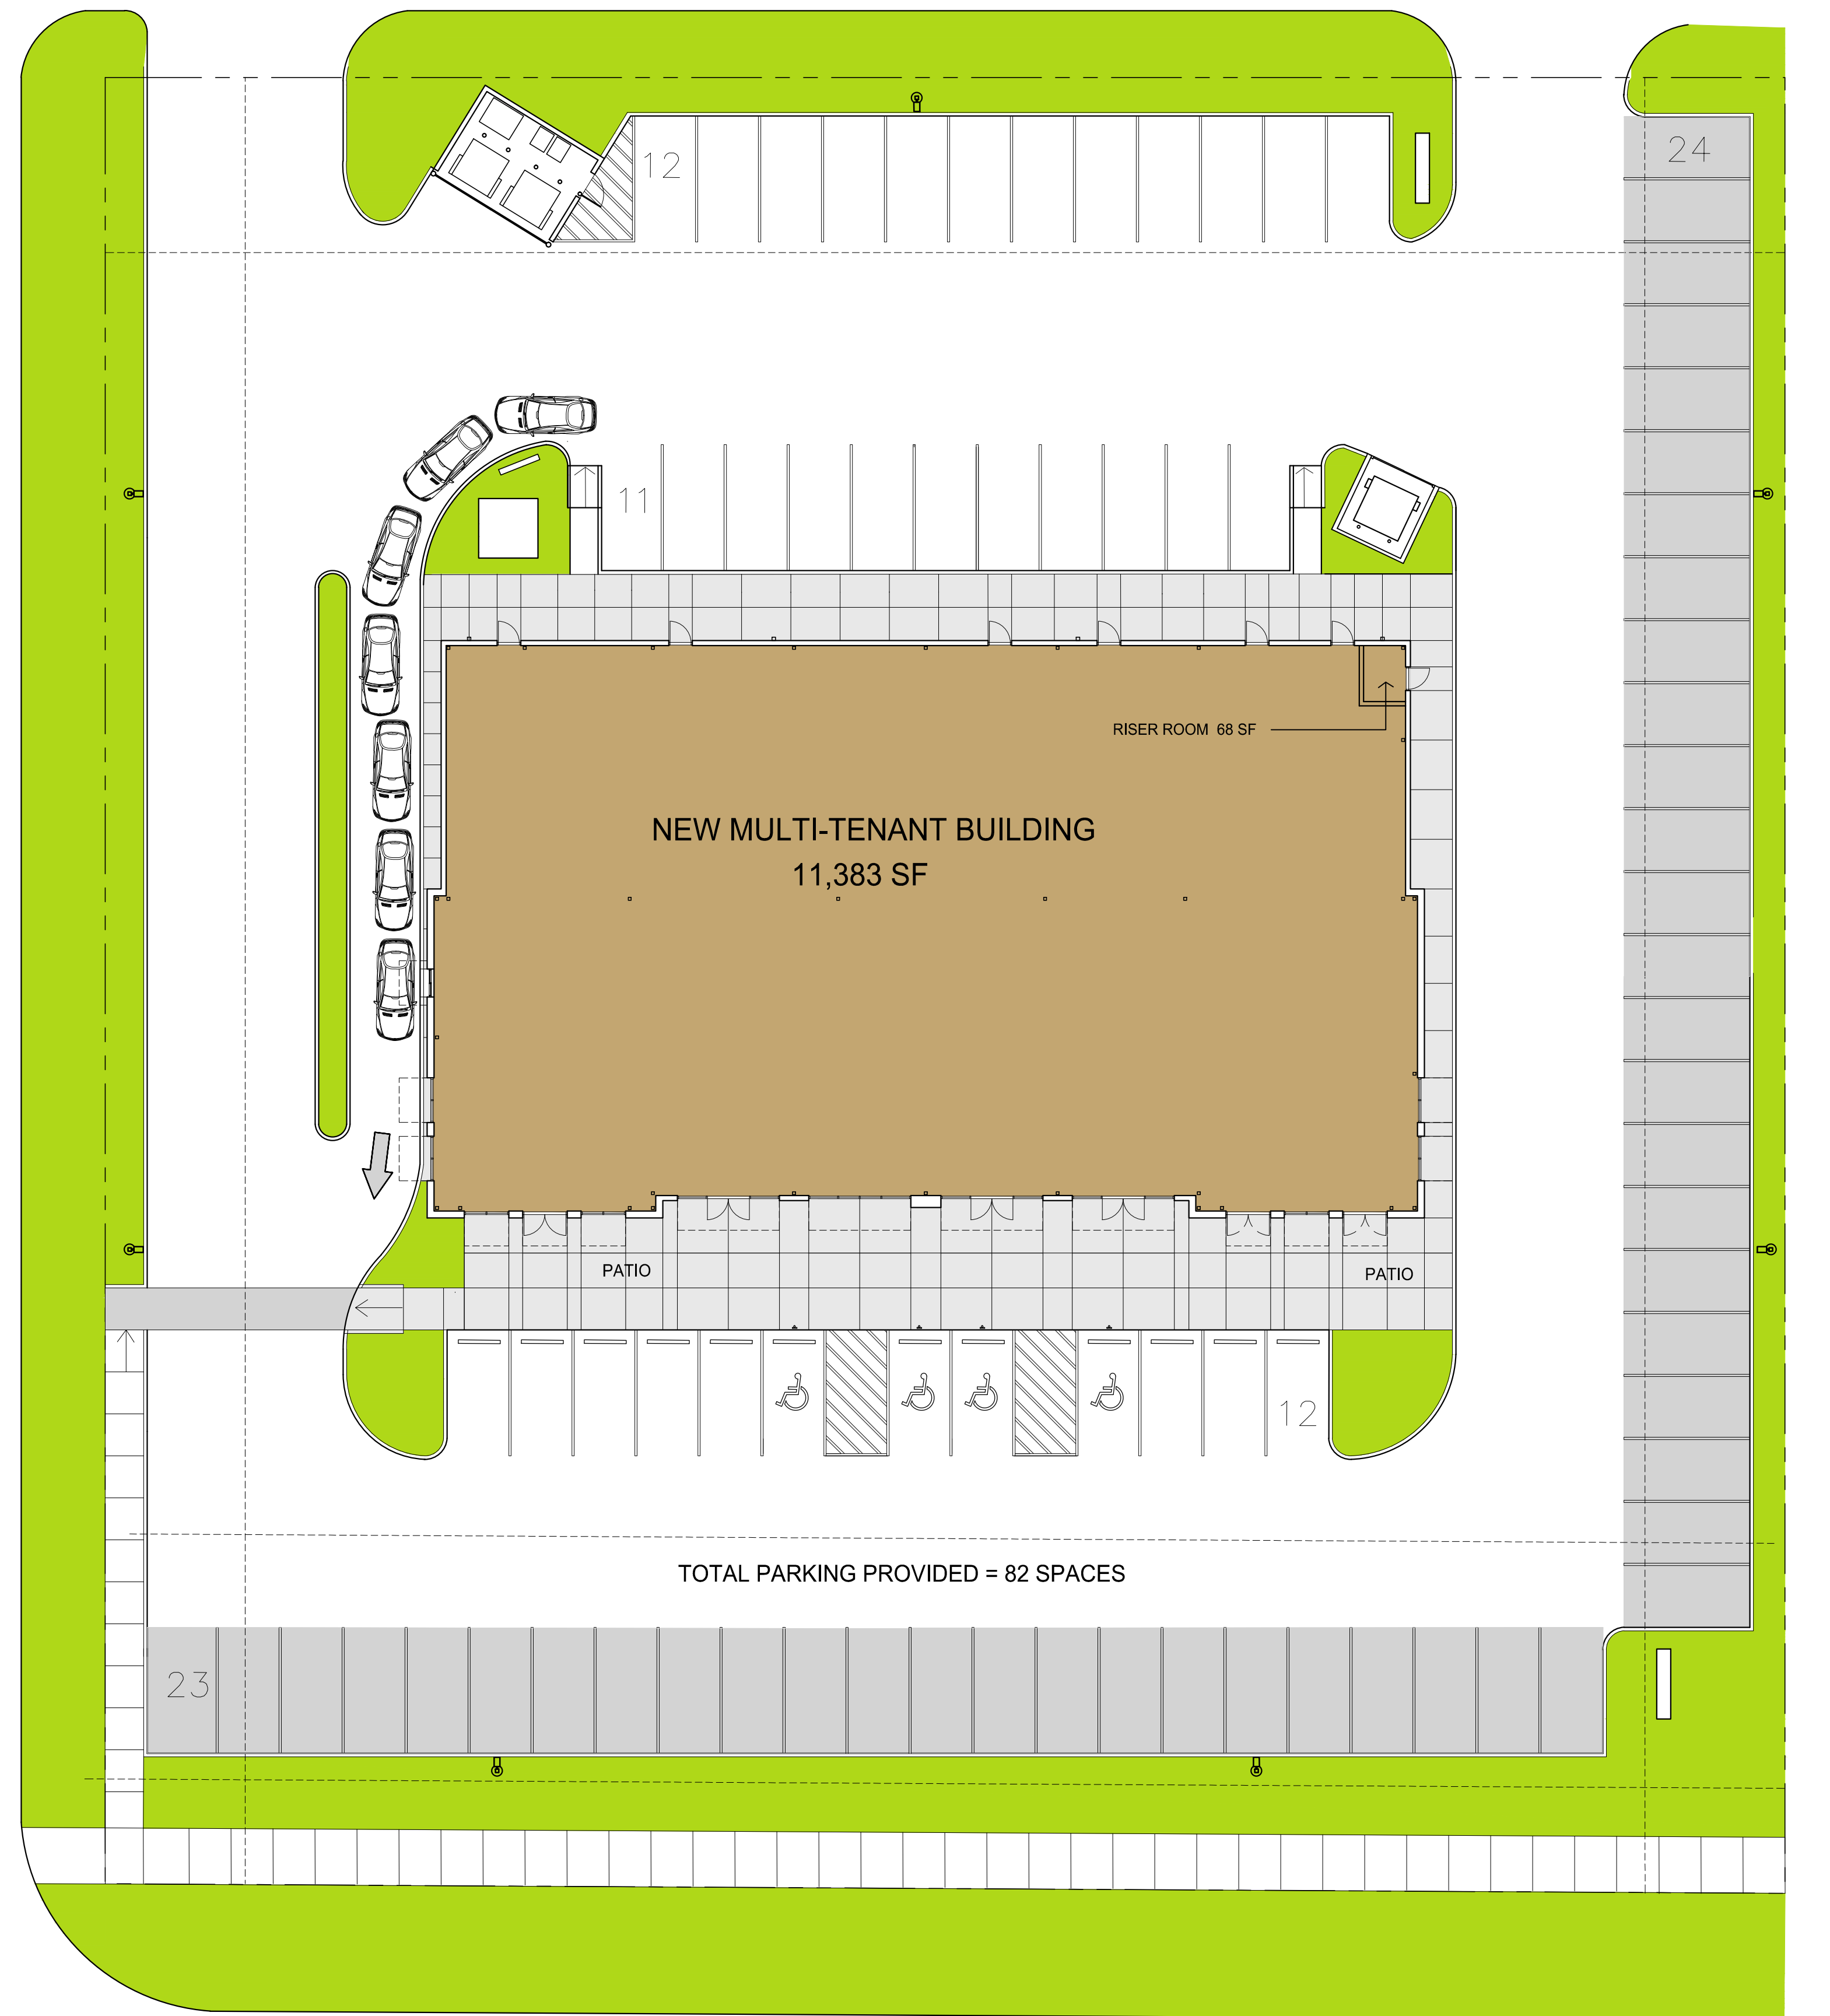 12
24
11
RISER ROOM 68 SF
NEW MULTI-TENANT BUILDING
11,383 SF
PATIO
PATIO
12
TOTAL PARKING PROVIDED = 82 SPACES
23